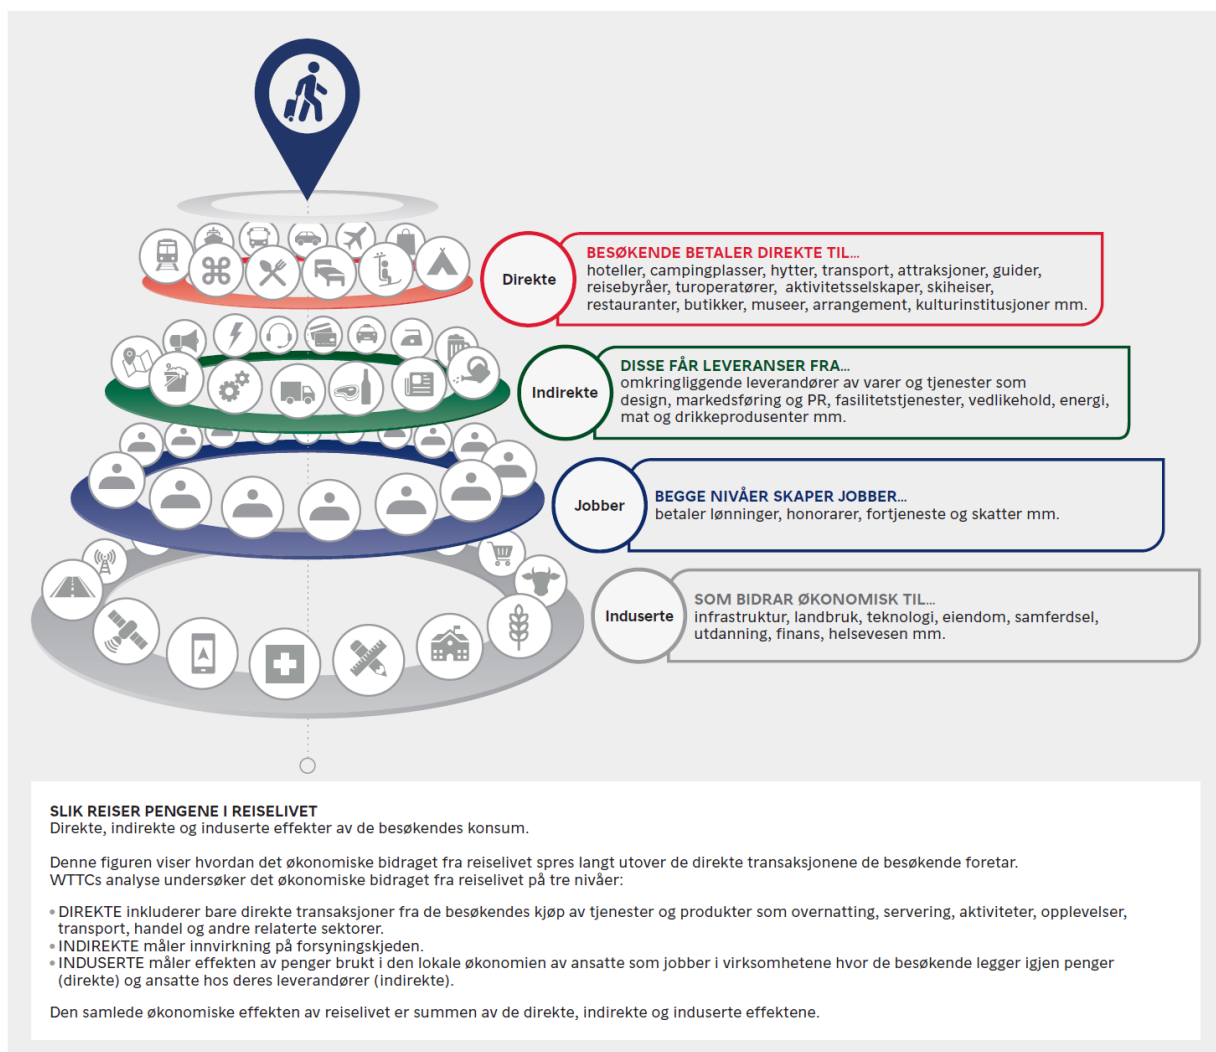 Direkte
BESØKENDE BETALER DIREKTE TIL...
hoteller, campingplasser, hytter, transport, attraksjoner, guider,
reisebyråer, turoperatører, aktivitetsselskaper, skiheiser,
restauranter, butikker, museer, arrangement, kulturinstitusjoner mm.
Indirekte
DISSE FÅR LEVERANSER FRA...
omkringliggende leverandører av varer og tjenester som
design, markedsføring og PR, fasilitetstjenester, vedlikehold, energi,
mat og drikkeprodusenter mm.
Jobber
BEGGE NIVÅER SKAPER JOBBER...
betaler lønninger, honorarer, fortjeneste og skatter mm.
Induserte
SOM BIDRAR ØKONOMISK TIL...
infrastruktur, landbruk, teknologi, eiendom, samferdsel,
utdanning, finans, helsevesen mm.
SLIK REISER PENGENE I REISELIVET
Direkte, indirekte og induserte effekter av de besøkendes konsum.
Denne figuren viser hvordan det økonomiske bidraget fra reiselivet spres langt utover de direkte transaksjonene de besøkende foretar.
WTTCs analyse undersøker det økonomiske bidraget fra reiselivet på tre nivåer:
• DIREKTE inkluderer bare direkte transaksjoner fra de besøkendes kjøp av tjenester og produkter som overnatting, servering, aktiviteter, opplevelser,
transport, handel og andre relaterte sektorer.
• INDIREKTE måler innvirkning på forsyningskjeden.
• INDUSERTE måler effekten av penger brukt i den lokale økonomien av ansatte som jobber i virksomhetene hvor de besøkende legger igjen penger
(direkte) og ansatte hos deres leverandører (indirekte).
Den samlede økonomiske effekten av reiselivet er summen av de direkte, indirekte og induserte effektene.